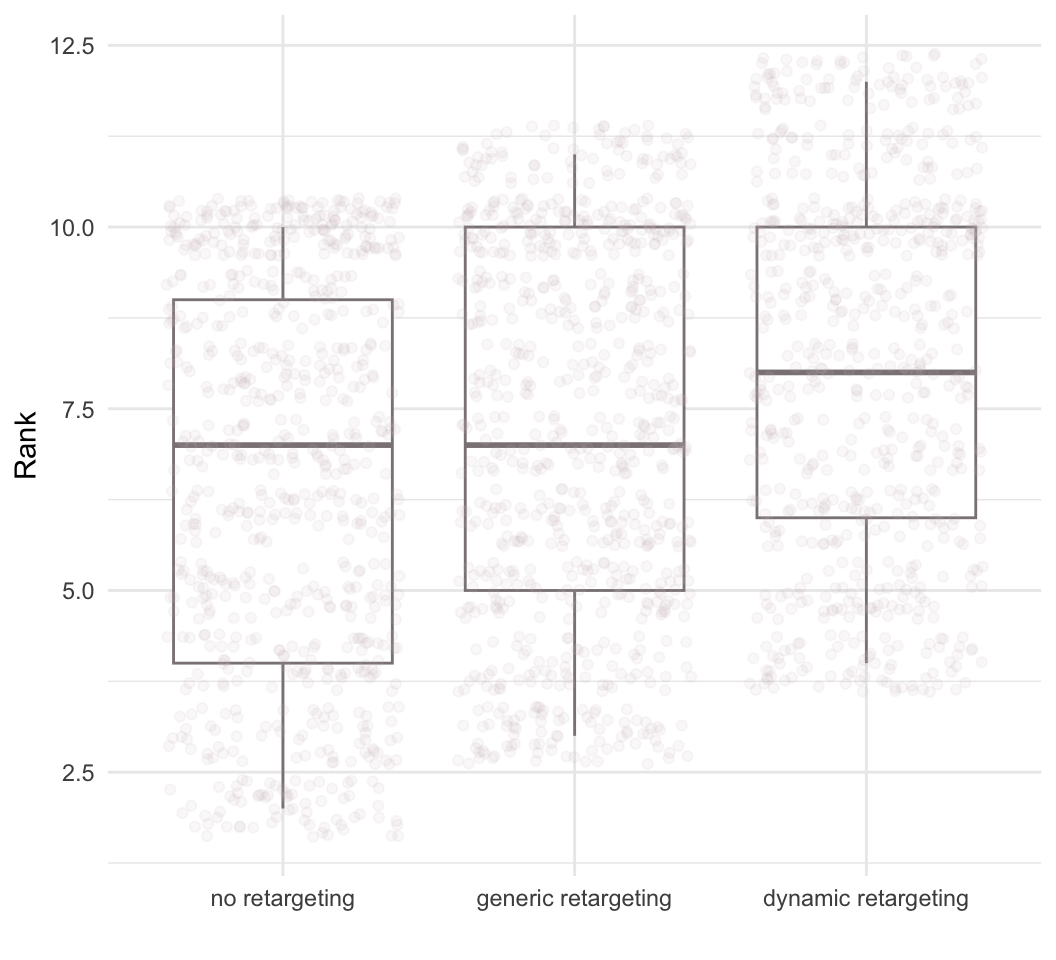 12.5
10.0
7.5
5.0
2.5
Rank
no retargeting
generic retargeting
dynamic retargeting